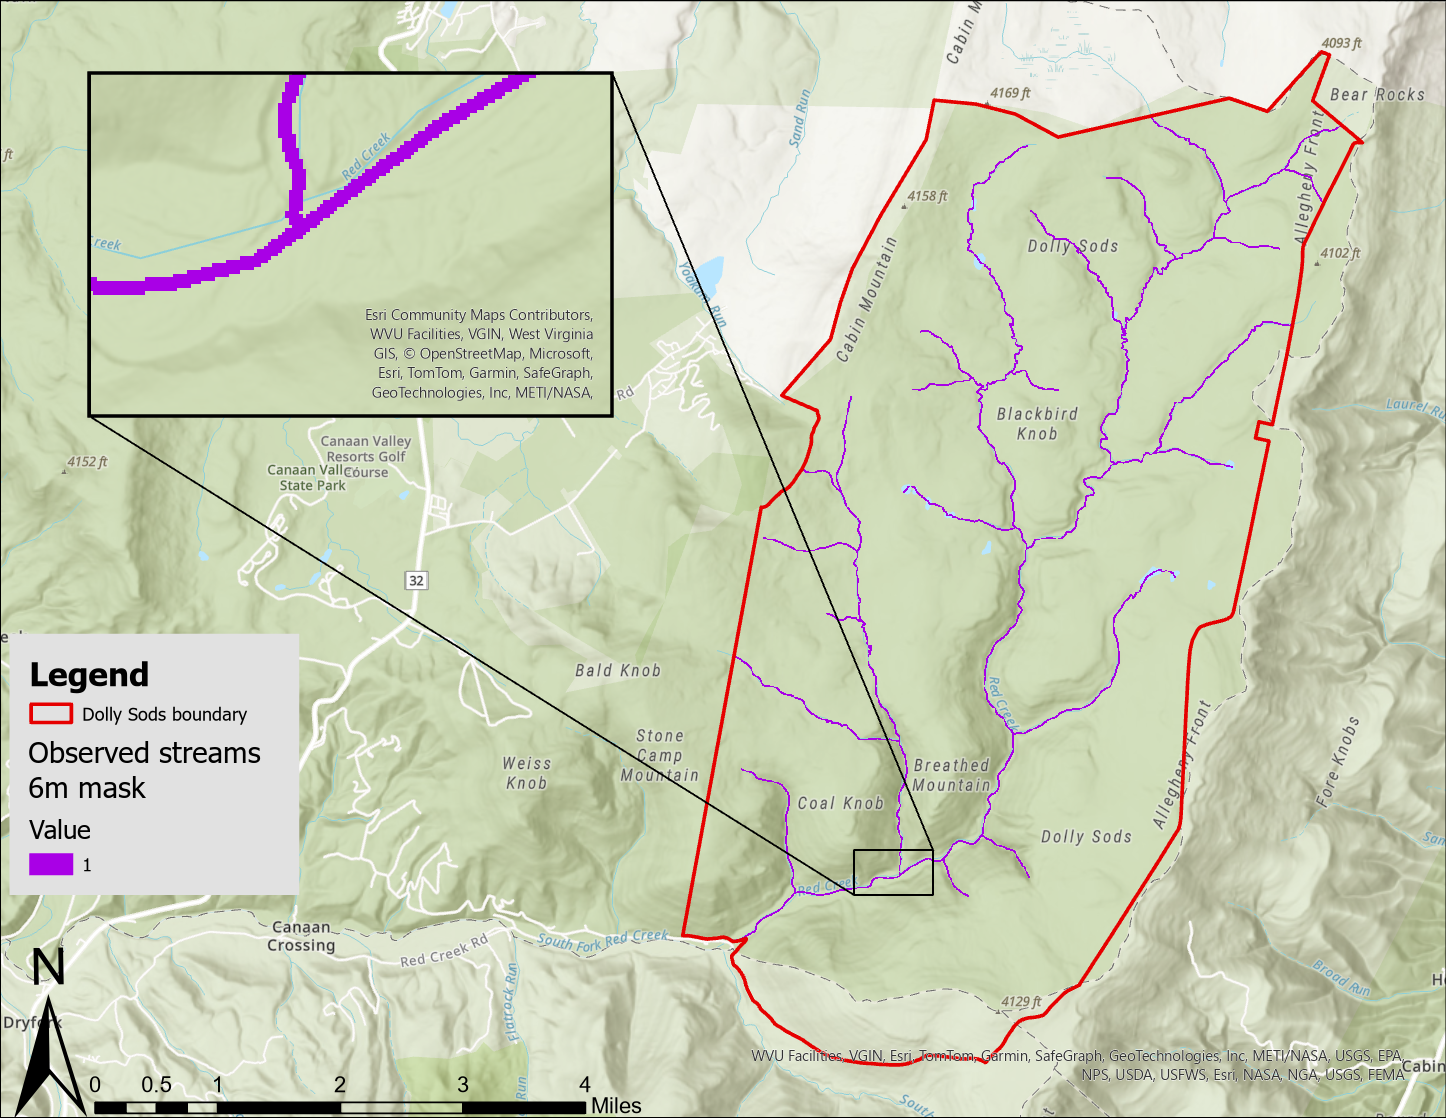 Cabin M
4093 ft
Bear Rocks
4169 ft
Sand Run
Allegheny Front
ft
Red Creek
4158 ft
Dolly Sods
4102 ft
reek
Cabin Mountain
Yoakum Run
Esri Community Maps Contributors,
WVU Facilities, VGIN, West Virginia
GIS, © OpenStreetMap, Microsoft,
Esri, TomTom, Garmin, SafeGraph,
GeoTechnologies, Inc, METI/NASA,
Rd
Laurel Ru
Blackbird
Knob
Canaan Valley
Resorts Golf
Course
4152 ft
Canaan Valle
State Park
32
Legend
Dolly Sods boundary
Observed streams
6m mask
Value
1
Bald Knob
Red Creek
Allegheny Front
Stone
Camp
Mountain
Weiss
Knob
Breathed
Mountain
Fore Knobs
Coal Knob
Dolly Sods
San
Red Creek
Canaan
Crossing
South Fork Red Creek
Red Creek Rd
N
Flatrock Run
Broad Run
H
4129 ft
Dryfork
WVU Facilities, VGIN, Esri, TomTom, Garmin, SafeGraph, GeoTechnologies, Inc, METI/NASA, USGS, EPA,
NPS, USDA, USFWS, Esri, NASA, NGA, USGS, FEMA
Cabin
Run
South
0 0.5 1 2 3 4
Miles